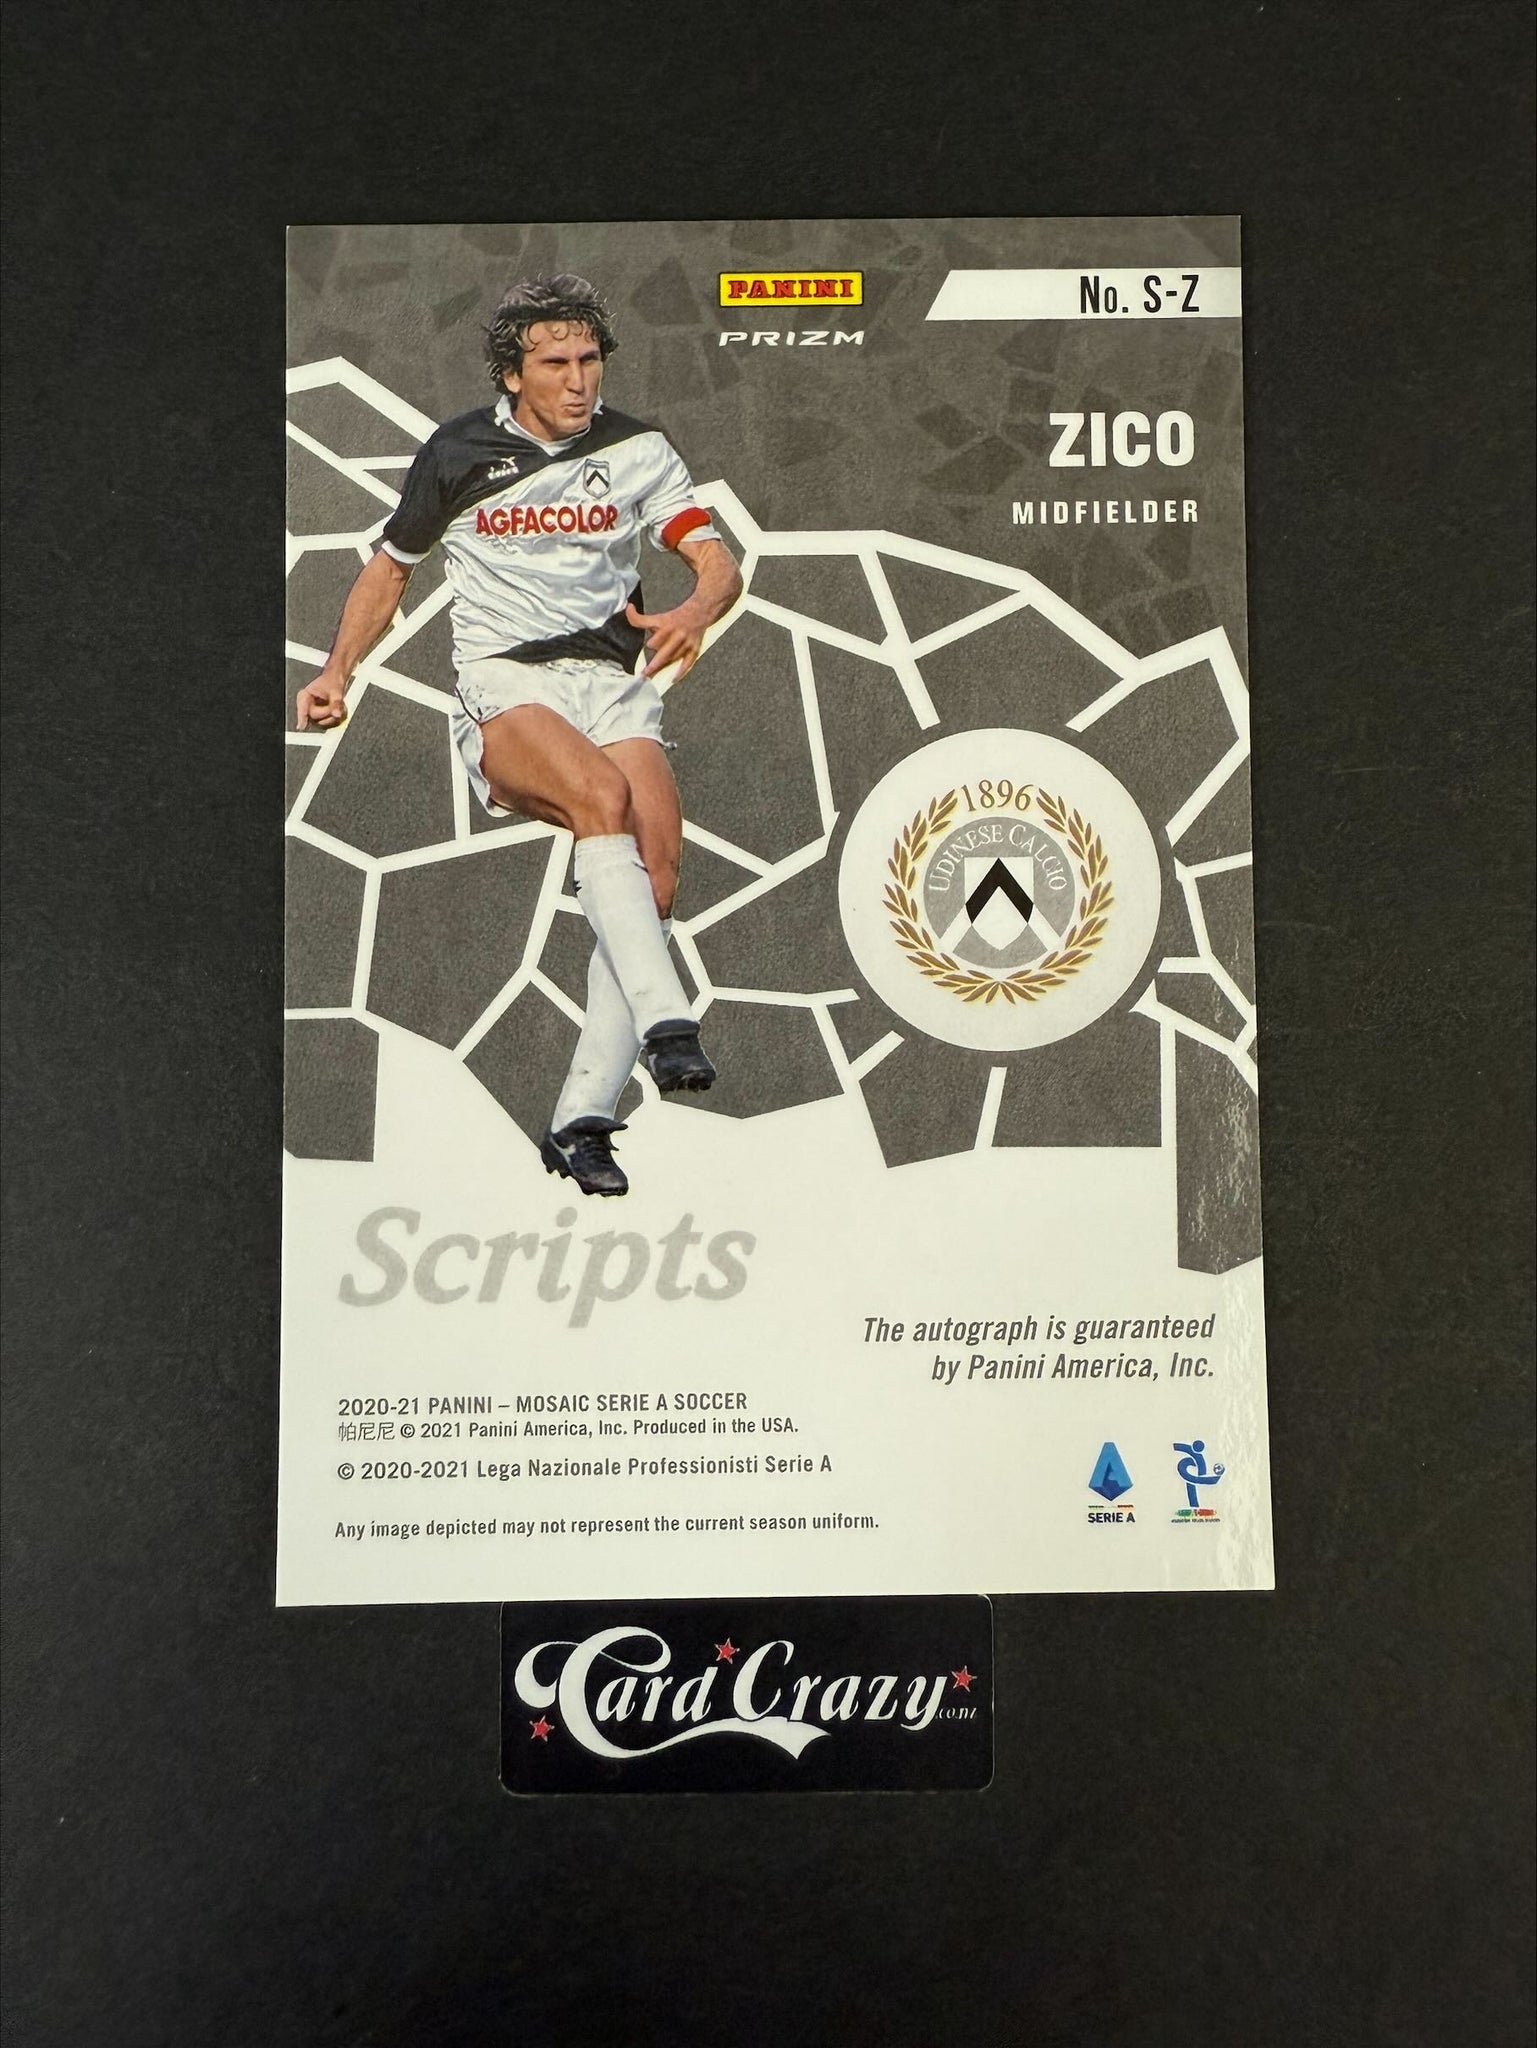 PANINI
PRIZM
No. S-Z
ZICO
MIDFIELDER
AGFACOLOR
1896
UDINESE CALCIO
Scripts
The autograph is guaranteed
by Panini America, Inc.
2020-21 PANINI – MOSAIC SERIE A SOCCER
帕尼尼 © 2021 Panini America, Inc. Produced in the USA.
© 2020-2021 Lega Nazionale Professionisti Serie A
Any image depicted may not represent the current season uniform.
SERIE A
Card Crazy.co.nz